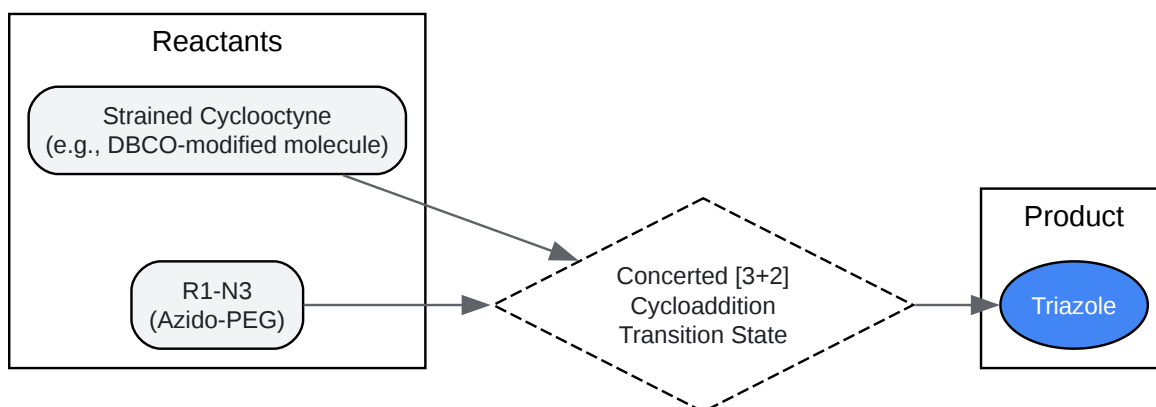 Reactants
Strained Cyclooctyne
(e.g., DBCO-modified molecule)
R1-N3
(Azido-PEG)
Concerted [3+2]
Cycloaddition
Transition State
Product
Triazole